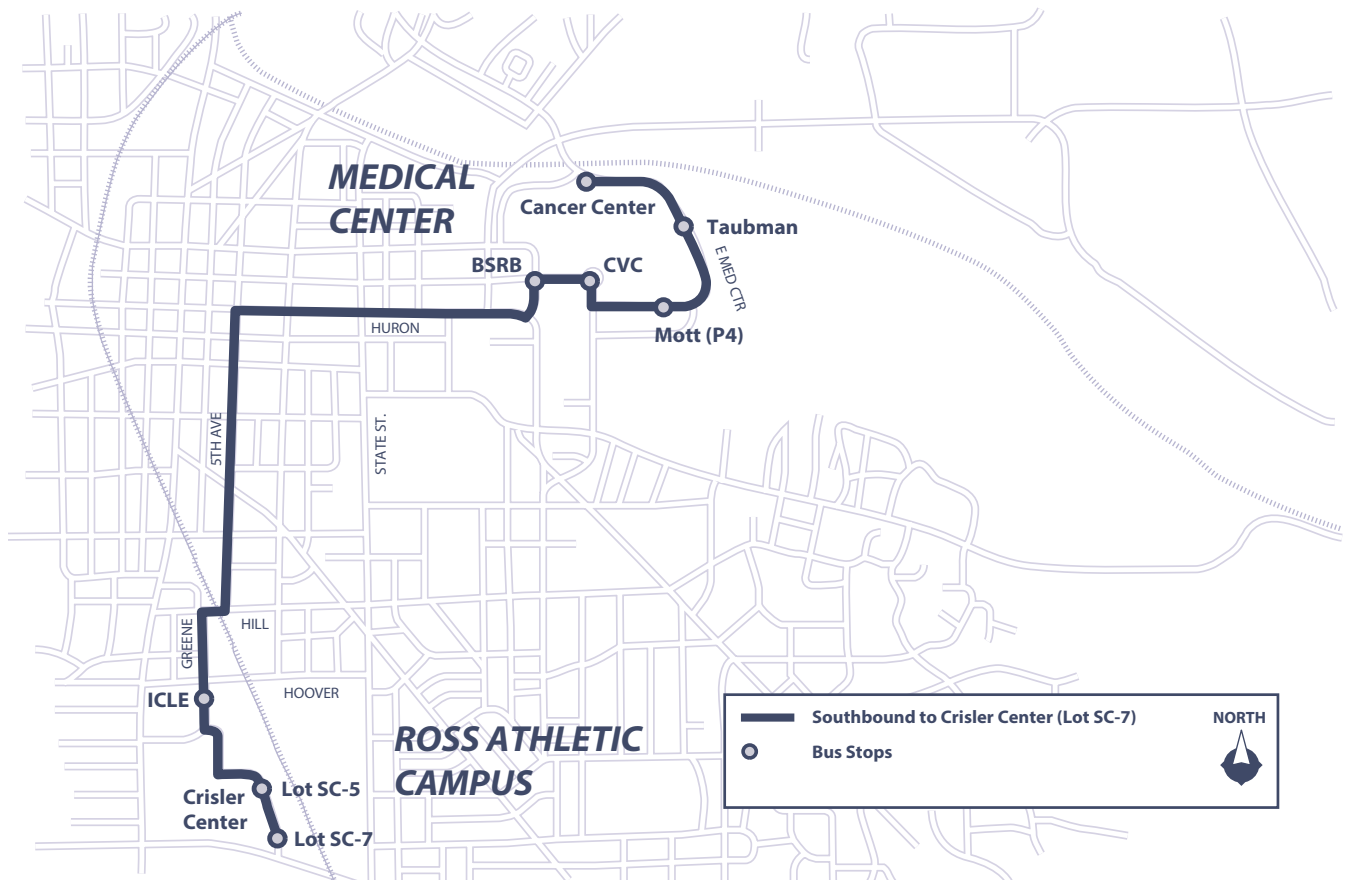 MEDICAL
CENTER
Cancer Center
Taubman
BSRB
CVC
E MED CTR
HURON
Mott (P4)
5TH AVE
STATE ST.
GREENE
HILL
ICLE
HOOVER
ROSS ATHLETIC
CAMPUS
Crisler
Center
Lot SC-5
Lot SC-7
Southbound to Crisler Center (Lot SC-7)
Bus Stops
NORTH